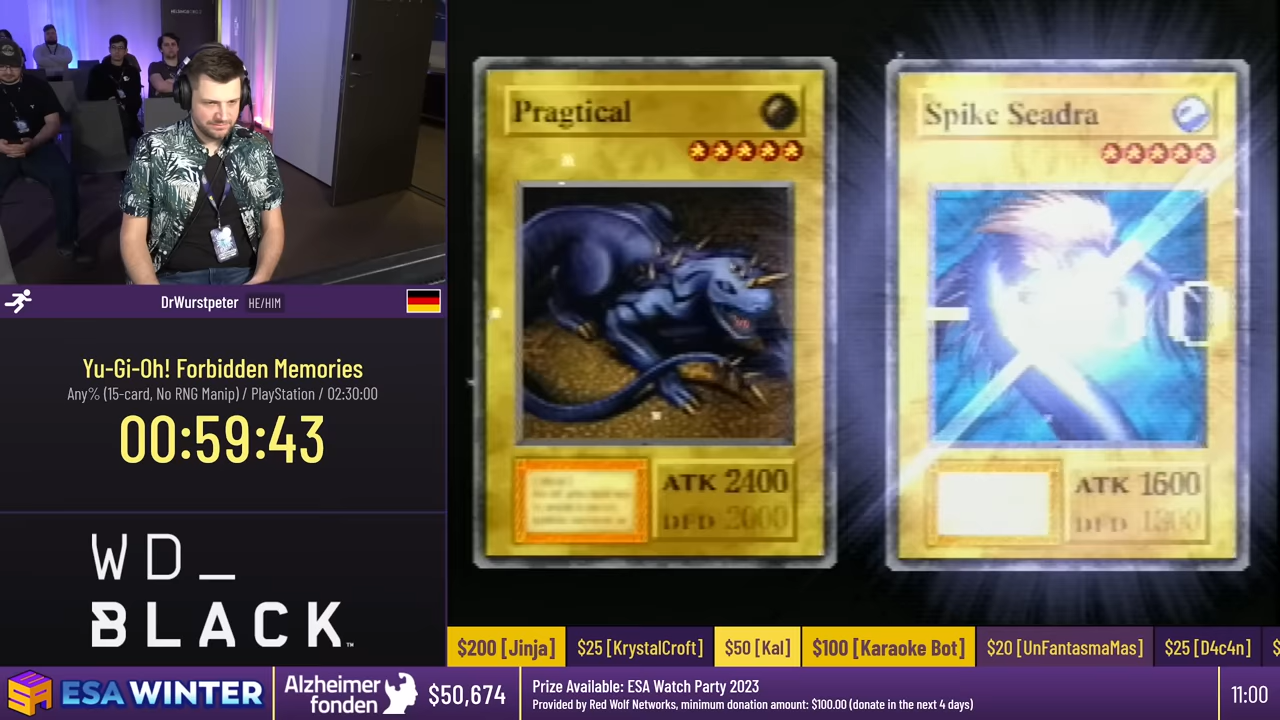 Pragtical
ATK 2400
DFD 2000
Spike Seadra
ATK 1600
DFD 1300
DrWurstpeter HE/HIM
Yu-Gi-Oh! Forbidden Memories
Any% (15-card, No RNG Manip) / PlayStation / 02:30:00
00:59:43
WD_
BLACK™
$200 [Jinja] $25 [KrystalCroft] $50 [Kal] $100 [Karaoke Bot] $20 [UnFantasmaMas] $25 [D4c4n]
ESA WINTER
Alzheimer
fonden
$50,674
Prize Available: ESA Watch Party 2023
Provided by Red Wolf Networks, minimum donation amount: $100.00 (donate in the next 4 days)
11:00